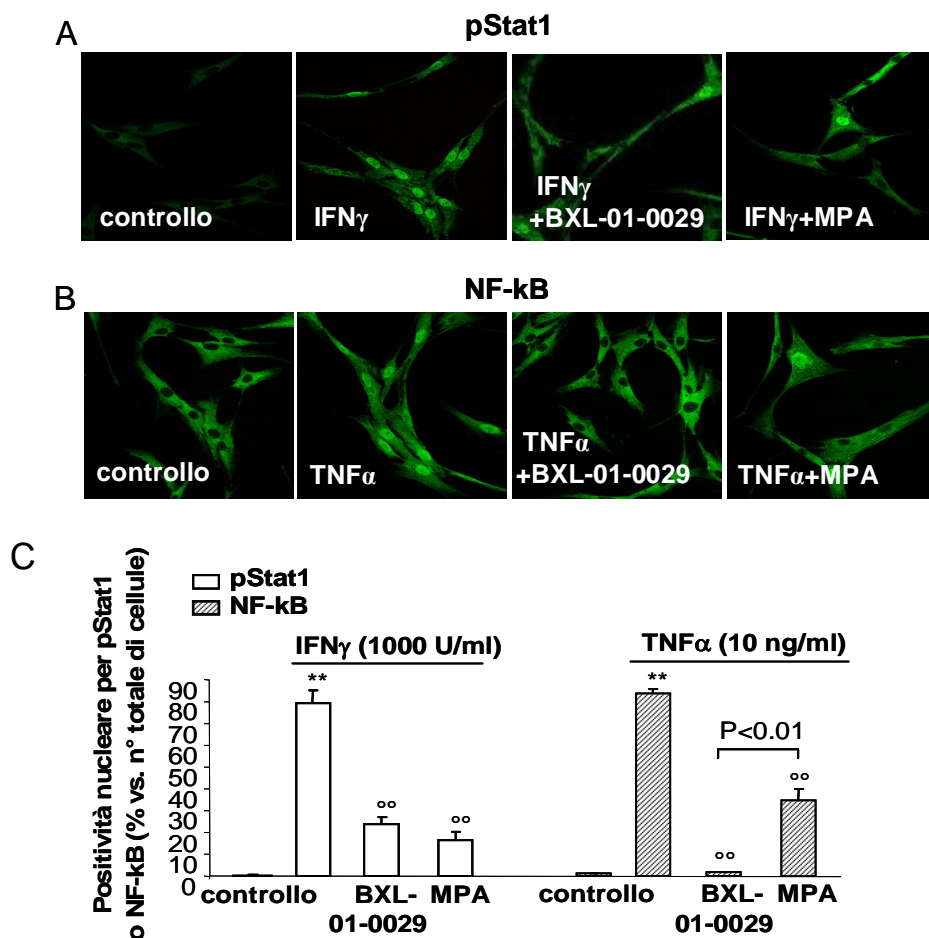 A
pStat1
controllo
IFNγ
IFNγ
+BXL-01-0029
IFNγ+MPA
B
NF-kB
controllo
TNFα
TNFα
+BXL-01-0029
TNFα+MPA
C
Positività nucleare per pStat1
o NF-kB (% vs. n° totale di cellule)
pStat1
NF-kB
IFNγ (1000 U/ml)
TNFα (10 ng/ml)
90
80
70
60
50
40
30
20
10
0
**
°°
°°
**
P<0.01
°°
°°
controllo
BXL-
01-0029
MPA
controllo
BXL-
01-0029
MPA